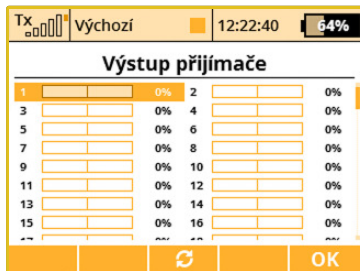 Tx Výchozí 12:22:40 64%
Výstup přijímače
1 0% 2 0%
3 0% 4 0%
5 0% 6 0%
7 0% 8 0%
9 0% 10 0%
11 0% 12 0%
13 0% 14 0%
15 0% 16 0%
OK